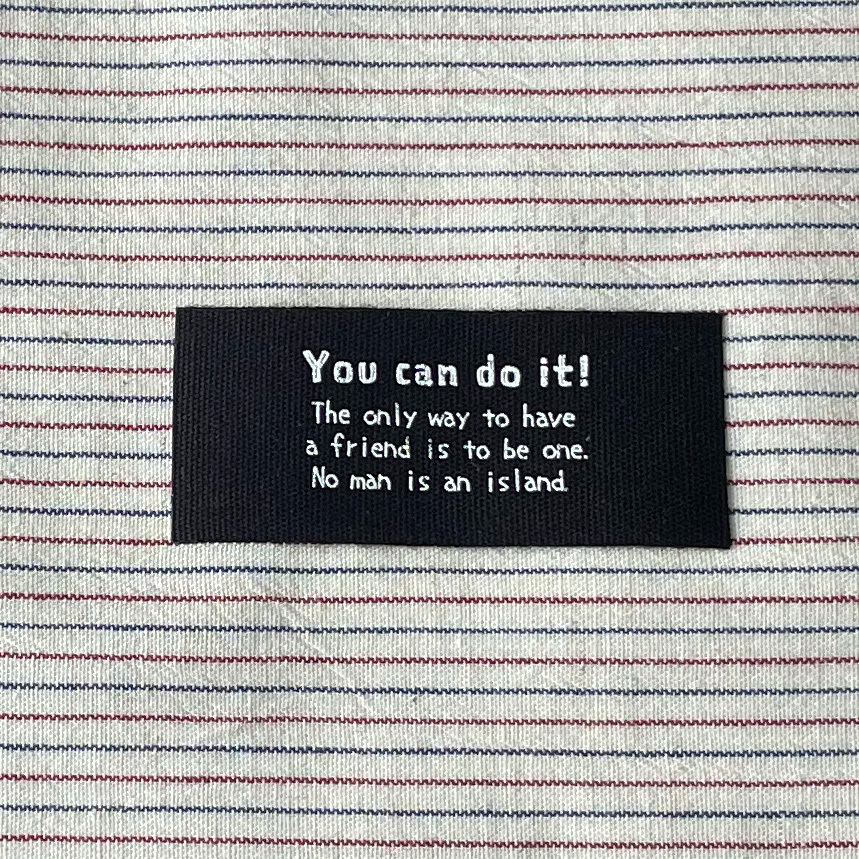 You can do it!
The only way to have
a friend is to be one.
No man is an island.